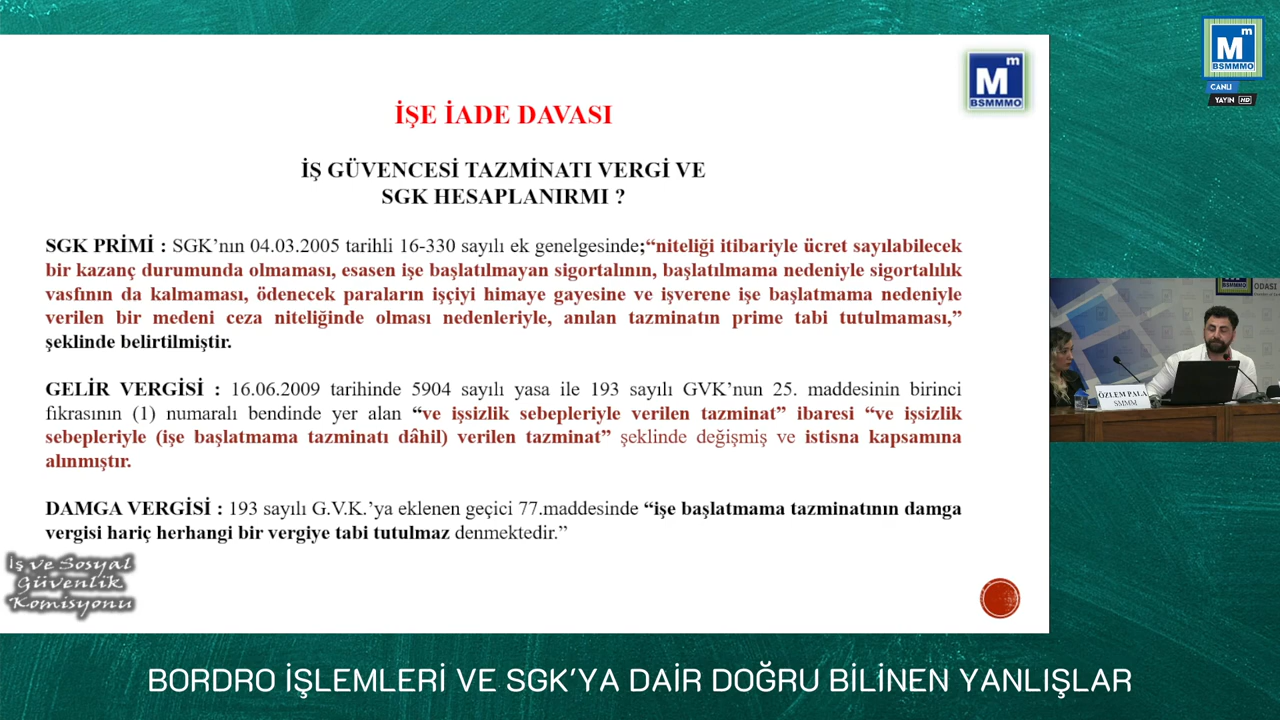 M m
BSMMMO
CANLI
YAYIN HD
M m
BSMMMO
İŞE İADE DAVASI
İŞ GÜVENCESİ TAZMİNATI VERGİ VE
SGK HESAPLANIRMI ?
SGK PRİMİ : SGK’nın 04.03.2005 tarihli 16-330 sayılı ek genelgesinde;“niteliği itibariyle ücret sayılabilecek
bir kazanç durumunda olmaması, esasen işe başlatılmayan sigortalının, başlatılmama nedeniyle sigortalılık
vasfının da kalmaması, ödenecek paraların işçiyi himaye gayesine ve işverene işe başlatmama nedeniyle
verilen bir medeni ceza niteliğinde olması nedenleriyle, anılan tazminatın prime tabi tutulmaması,”
şeklinde belirtilmiştir.
GELİR VERGİSİ : 16.06.2009 tarihinde 5904 sayılı yasa ile 193 sayılı GVK’nun 25. maddesinin birinci
fıkrasının (1) numaralı bendinde yer alan “ve işsizlik sebepleriyle verilen tazminat” ibaresi “ve işsizlik
sebepleriyle (işe başlatmama tazminatı dâhil) verilen tazminat” şeklinde değişmiş ve istisna kapsamına
alınmıştır.
DAMGA VERGİSİ : 193 sayılı G.V.K.’ya eklenen geçici 77.maddesinde “işe başlatmama tazminatının damga
vergisi hariç herhangi bir vergiye tabi tutulmaz denmektedir.”
İş ve Sosyal
Güvenlik
Komisyonu
BSMMMO
ODASI
ÖZLEM PALA
SMMM
BORDRO İŞLEMLERİ VE SGK’YA DAİR DOĞRU BİLİNEN YANLIŞLAR